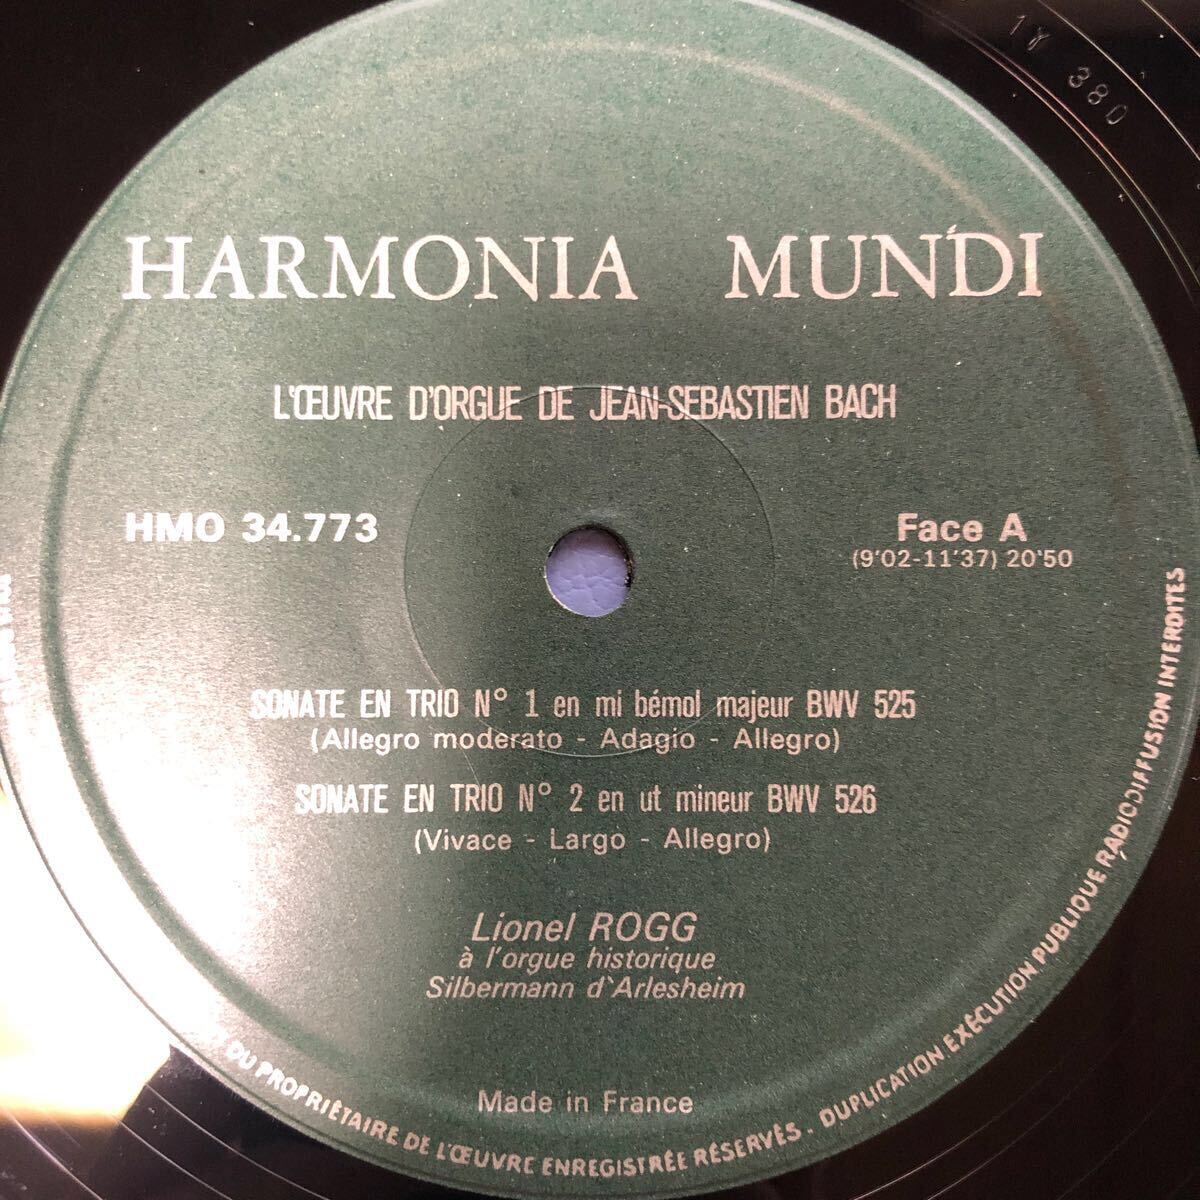 1Y 380
HARMONIA MUNDI
L'ŒUVRE D'ORGUE DE JEAN-SEBASTIEN BACH
HMO 34.773
Face A
(9'02-11'37) 20'50
SONATE EN TRIO N° 1 en mi bémol majeur BWV 525
(Allegro moderato - Adagio - Allegro)
SONATE EN TRIO N° 2 en ut mineur BWV 526
(Vivace - Largo - Allegro)
Lionel ROGG
à l'orgue historique
Silbermann d`Arlesheim
Made in France
DU PROPRIÉTAIRE DE L'ŒUVRE ENREGISTRÉE RÉSERVÉS. DUPLICATION EXÉCUTION PUBLIQUE RADIODIFFUSION INTERDITES